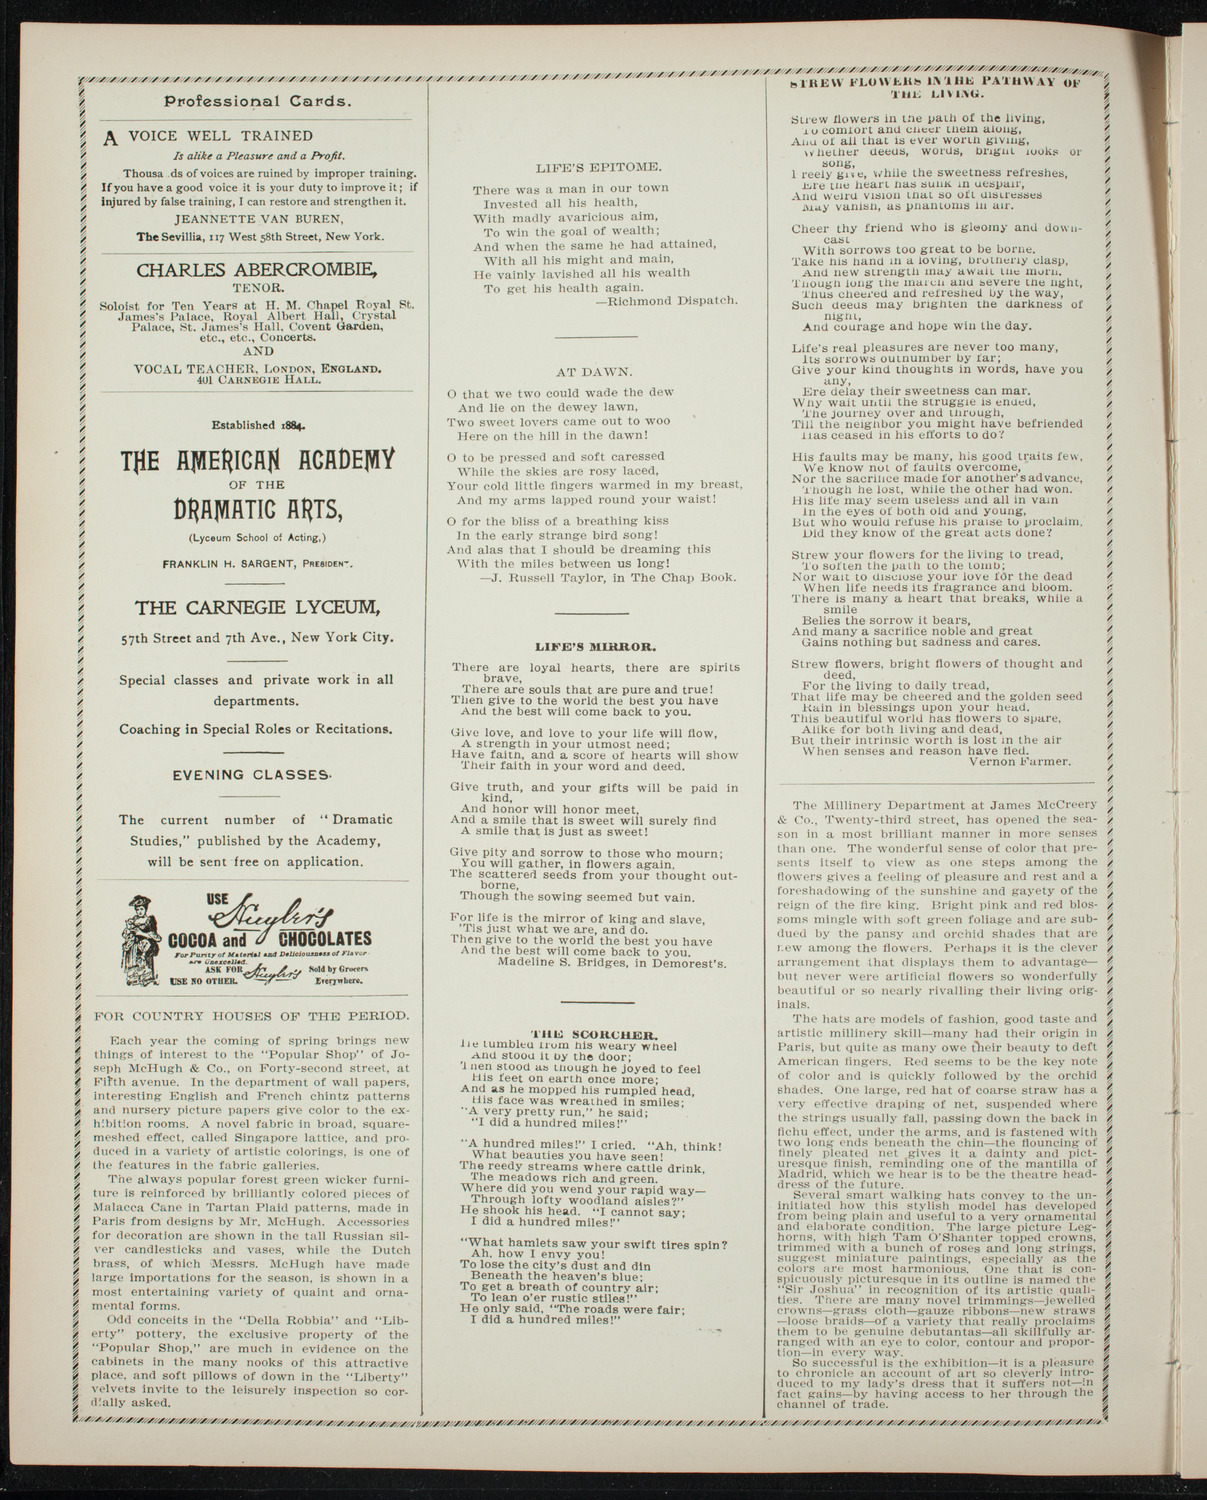 Professional Cards.
A VOICE WELL TRAINED
Is alike a Pleasure and a Profit.
Thousa ds of voices are ruined by improper training.
If you have a good voice it is your duty to improve it; if
injured by false training, I can restore and strengthen it.
JEANNETTE VAN BUREN,
The Sevillia, 117 West 58th Street, New York.
CHARLES ABERCROMBIE,
TENOR.
Soloist for Ten Years at H. M. Chapel Royal St.
James's Palace, Royal Albert Hall, Crystal
Palace, St. James's Hall, Covent Garden,
etc., etc., Concerts.
AND
VOCAL TEACHER, LONDON, ENGLAND.
401 CARNEGIE HALL.
Established 1884.
THE AMERICAN ACADEMY
OF THE
DRAMATIC ARTS,
(Lyceum School of Acting,)
FRANKLIN H. SARGENT, PRESIDENT.
THE CARNEGIE LYCEUM,
57th Street and 7th Ave., New York City.
Special classes and private work in all
departments.
Coaching in Special Roles or Recitations.
EVENING CLASSES.
The current number of "Dramatic
Studies," published by the Academy,
will be sent free on application.
USE Huyler's
COCOA and CHOCOLATES
For Purity of Material and Deliciousness of Flavor
are Unexcelled.
ASK FOR Huyler's Sold by Grocers
USE NO OTHER. Everywhere.
FOR COUNTRY HOUSES OF THE PERIOD.
Each year the coming of spring brings new
things of interest to the "Popular Shop" of Jo-
seph McHugh & Co., on Forty-second street, at
Fifth avenue. In the department of wall papers,
interesting English and French chintz patterns
and nursery picture papers give color to the ex-
hibition rooms. A novel fabric in broad, square-
meshed effect, called Singapore lattice, and pro-
duced in a variety of artistic colorings, is one of
the features in the fabric galleries.
The always popular forest green wicker furni-
ture is reinforced by brilliantly colored pieces of
Malacca Cane in Tartan Plaid patterns, made in
Paris from designs by Mr. McHugh. Accessories
for decoration are shown in the tall Russian sil-
ver candlesticks and vases, while the Dutch
brass, of which Messrs. McHugh have made
large importations for the season, is shown in a
most entertaining variety of quaint and orna-
mental forms.
Odd conceits in the "Della Robbia" and "Lib-
erty" pottery, the exclusive property of the
"Popular Shop," are much in evidence on the
cabinets in the many nooks of this attractive
place, and soft pillows of down in the "Liberty"
velvets invite to the leisurely inspection so cor-
dially asked.
LIFE'S EPITOME.
There was a man in our town
Invested all his health,
With madly avaricious aim,
To win the goal of wealth;
And when the same he had attained,
With all his might and main,
He vainly lavished all his wealth
To get his health again.
—Richmond Dispatch.
AT DAWN.
O that we two could wade the dew
And lie on the dewey lawn,
Two sweet lovers came out to woo
Here on the hill in the dawn!
O to be pressed and soft caressed
While the skies are rosy laced,
Your cold little fingers warmed in my breast,
And my arms lapped round your waist!
O for the bliss of a breathing kiss
In the early strange bird song!
And alas that I should be dreaming this
With the miles between us long!
—J. Russell Taylor, in The Chap Book.
LIFE'S MIRROR.
There are loyal hearts, there are spirits
brave,
There are souls that are pure and true!
Then give to the world the best you have
And the best will come back to you.
Give love, and love to your life will flow,
A strength in your utmost need;
Have faith, and a score of hearts will show
Their faith in your word and deed.
Give truth, and your gifts will be paid in
kind,
And honor will honor meet,
And a smile that is sweet will surely find
A smile that is just as sweet!
Give pity and sorrow to those who mourn;
You will gather, in flowers again,
The scattered seeds from your thought out-
borne,
Though the sowing seemed but vain.
For life is the mirror of king and slave,
'Tis just what we are, and do.
Then give to the world the best you have
And the best will come back to you.
Madeline S. Bridges, in Demorest's.
THE SCORCHER.
He tumbled from his weary wheel
And stood it by the door;
Then stood as though he joyed to feel
His feet on earth once more;
And as he mopped his rumpled head,
His face was wreathed in smiles;
"A very pretty run," he said;
"I did a hundred miles!"
"A hundred miles!" I cried. "Ah, think!
What beauties you have seen!
The reedy streams where cattle drink,
The meadows rich and green.
Where did you wend your rapid way—
Through lofty woodland aisles?"
He shook his head. "I cannot say;
I did a hundred miles!"
"What hamlets saw your swift tires spin?
Ah, how I envy you!
To lose the city's dust and din
Beneath the heaven's blue;
To get a breath of country air;
To lean o'er rustic stiles!"
He only said, "The roads were fair;
I did a hundred miles!"
STREW FLOWERS IN THE PATHWAY OF
THE LIVING.
Strew flowers in the path of the living,
To comfort and cheer them along,
And of all that is ever worth giving,
Whether deeds, words, bright looks or
song,
Freely give, while the sweetness refreshes,
Ere the heart has sunk in despair,
And weird vision that so oft distresses
May vanish, as phantoms in air.
Cheer thy friend who is gloomy and down-
cast
With sorrows too great to be borne.
Take his hand in a loving, brotherly clasp,
And new strength may await the morn.
Though long the march and severe the fight,
Thus cheered and refreshed by the way,
Such deeds may brighten the darkness of
night,
And courage and hope win the day.
Life's real pleasures are never too many,
Its sorrows outnumber by far;
Give your kind thoughts in words, have you
any,
Ere delay their sweetness can mar.
Why wait until the struggle is ended,
The journey over and through,
Till the neighbor you might have befriended
Has ceased in his efforts to do?
His faults may be many, his good traits few,
We know not of faults overcome,
Nor the sacrifice made for another's advance,
Though he lost, while the other had won.
His life may seem useless and all in vain
In the eyes of both old and young,
But who would refuse his praise to proclaim,
Did they know of the great acts done?
Strew your flowers for the living to tread,
To soften the path to the tomb;
Nor wait to disclose your love for the dead
When life needs its fragrance and bloom.
There is many a heart that breaks, while a
smile
Belies the sorrow it bears,
And many a sacrifice noble and great
Gains nothing but sadness and cares.
Strew flowers, bright flowers of thought and
deed,
For the living to daily tread,
That life may be cheered and the golden seed
Rain in blessings upon your head.
This beautiful world has flowers to spare,
Alike for both living and dead,
But their intrinsic worth is lost in the air
When senses and reason have fled.
Vernon Farmer.
The Millinery Department at James McCreery
& Co., Twenty-third street, has opened the sea-
son in a most brilliant manner in more senses
than one. The wonderful sense of color that pre-
sents itself to view as one steps among the
flowers gives a feeling of pleasure and rest and a
foreshadowing of the sunshine and gayety of the
reign of the fire king. Bright pink and red blos-
soms mingle with soft green foliage and are sub-
dued by the pansy and orchid shades that are
new among the flowers. Perhaps it is the clever
arrangement that displays them to advantage—
but never were artificial flowers so wonderfully
beautiful or so nearly rivalling their living orig-
inals.
The hats are models of fashion, good taste and
artistic millinery skill—many had their origin in
Paris, but quite as many owe their beauty to deft
American fingers. Red seems to be the key note
of color and is quickly followed by the orchid
shades. One large, red hat of coarse straw has a
very effective draping of net, suspended where
the strings usually fall, passing down the back in
fichu effect, under the arms, and is fastened with
two long ends beneath the chin—the flouncing of
finely pleated net gives it a dainty and pict-
uresque finish, reminding one of the mantilla of
Madrid, which we hear is to be the theatre head-
dress of the future.
Several smart walking hats convey to the un-
initiated how this stylish model has developed
from being plain and useful to a very ornamental
and elaborate condition. The large picture Leg-
horns, with high Tam O'Shanter topped crowns,
trimmed with a bunch of roses and long strings,
suggest miniature paintings, especially as the
colors are most harmonious. One that is con-
spicuously picturesque in its outline is named the
"Sir Joshua" in recognition of its artistic quali-
ties. There are many novel trimmings—jewelled
crowns—grass cloth—gauze ribbons—new straws
—loose braids—of a variety that really proclaims
them to be genuine debutantas—all skillfully ar-
ranged with an eye to color, contour and propor-
tion—in every way.
So successful is the exhibition—it is a pleasure
to chronicle an account of art so cleverly intro-
duced to my lady's dress that it suffers not—in
fact gains—by having access to her through the
channel of trade.